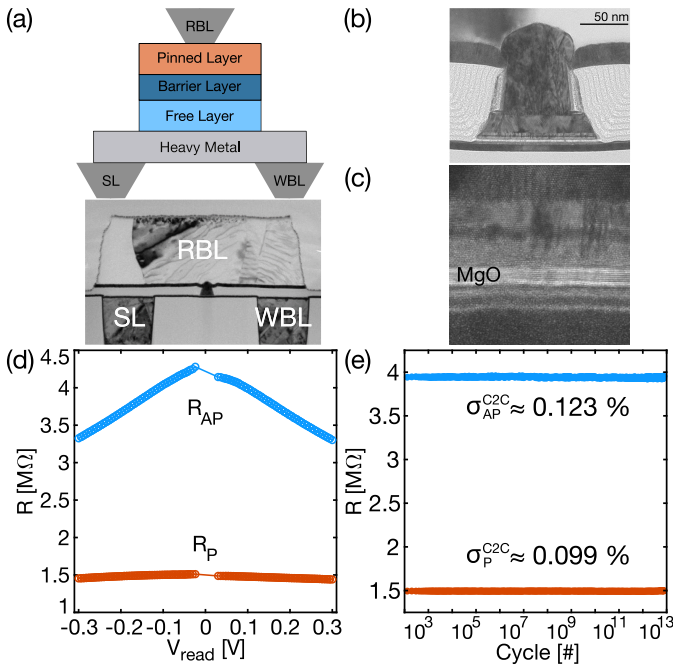 (a)
RBL
Pinned Layer
Barrier Layer
Free Layer
Heavy Metal
SL
WBL
RBL
SL
WBL
(b)
50 nm
(c)
MgO
(d)
4.5
4
3.5
3
2.5
2
1.5
1
R [MΩ]
R_AP
R_P
-0.3
-0.2
-0.1
0
0.1
0.2
0.3
V_read [V]
(e)
4
3.5
3
2.5
2
1.5
R [MΩ]
σ_AP^C2C ≈ 0.123 %
σ_P^C2C ≈ 0.099 %
10^3
10^5
10^7
10^9
10^11
10^13
Cycle [#]